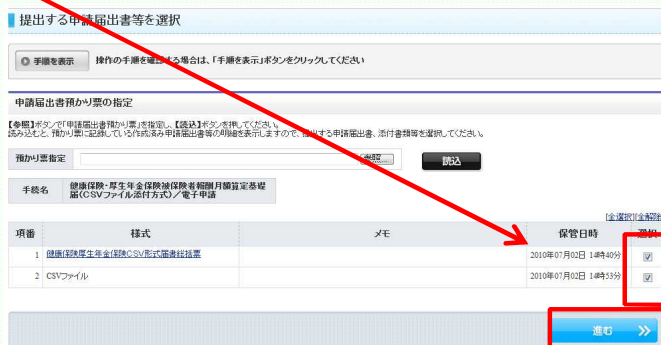 提出する申請届出書等を選択
手順を表示 操作の手順を確認する場合は、「手順を表示」ボタンをクリックしてください
申請届出書預かり票の指定
【参照】ボタンで「申請届出書預かり票」を指定し、【読込】ボタンを押してください。
読み込むと、預かり票に記録している作成済み申請届出書等の明細を表示しますので、提出する申請届出書、添付書類等を選択してください。
預かり票指定 参照... 読込
手続名 健康保険・厚生年金保険被保険者報酬月額算定基礎
届(CSVファイル添付方式)/電子申請
[全選択][全解除
項番 様式 メモ 保管日時 選択
1 健康保険厚生年金保険CSV形式届書総括票 2010年07月02日 14時40分
2 CSVファイル 2010年07月02日 14時53分
進む